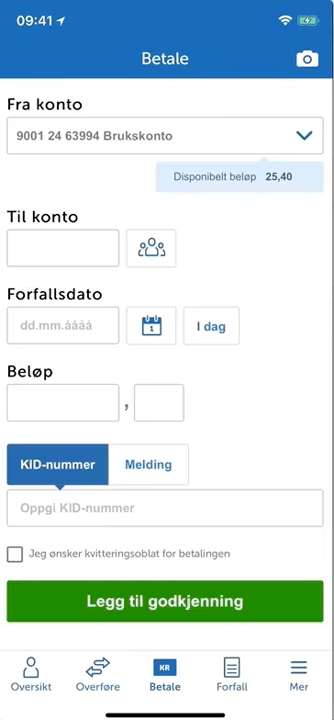 09:41
Betale
Fra konto
9001 24 63994 Brukskonto
Disponibelt beløp 25,40
Til konto
Forfallsdato
dd.mm.åååå
1
I dag
Beløp
,
KID-nummer
Melding
Oppgi KID-nummer
Jeg ønsker kvitteringsoblat for betalingen
Legg til godkjenning
KR
Oversikt
Overføre
Betale
Forfall
Mer